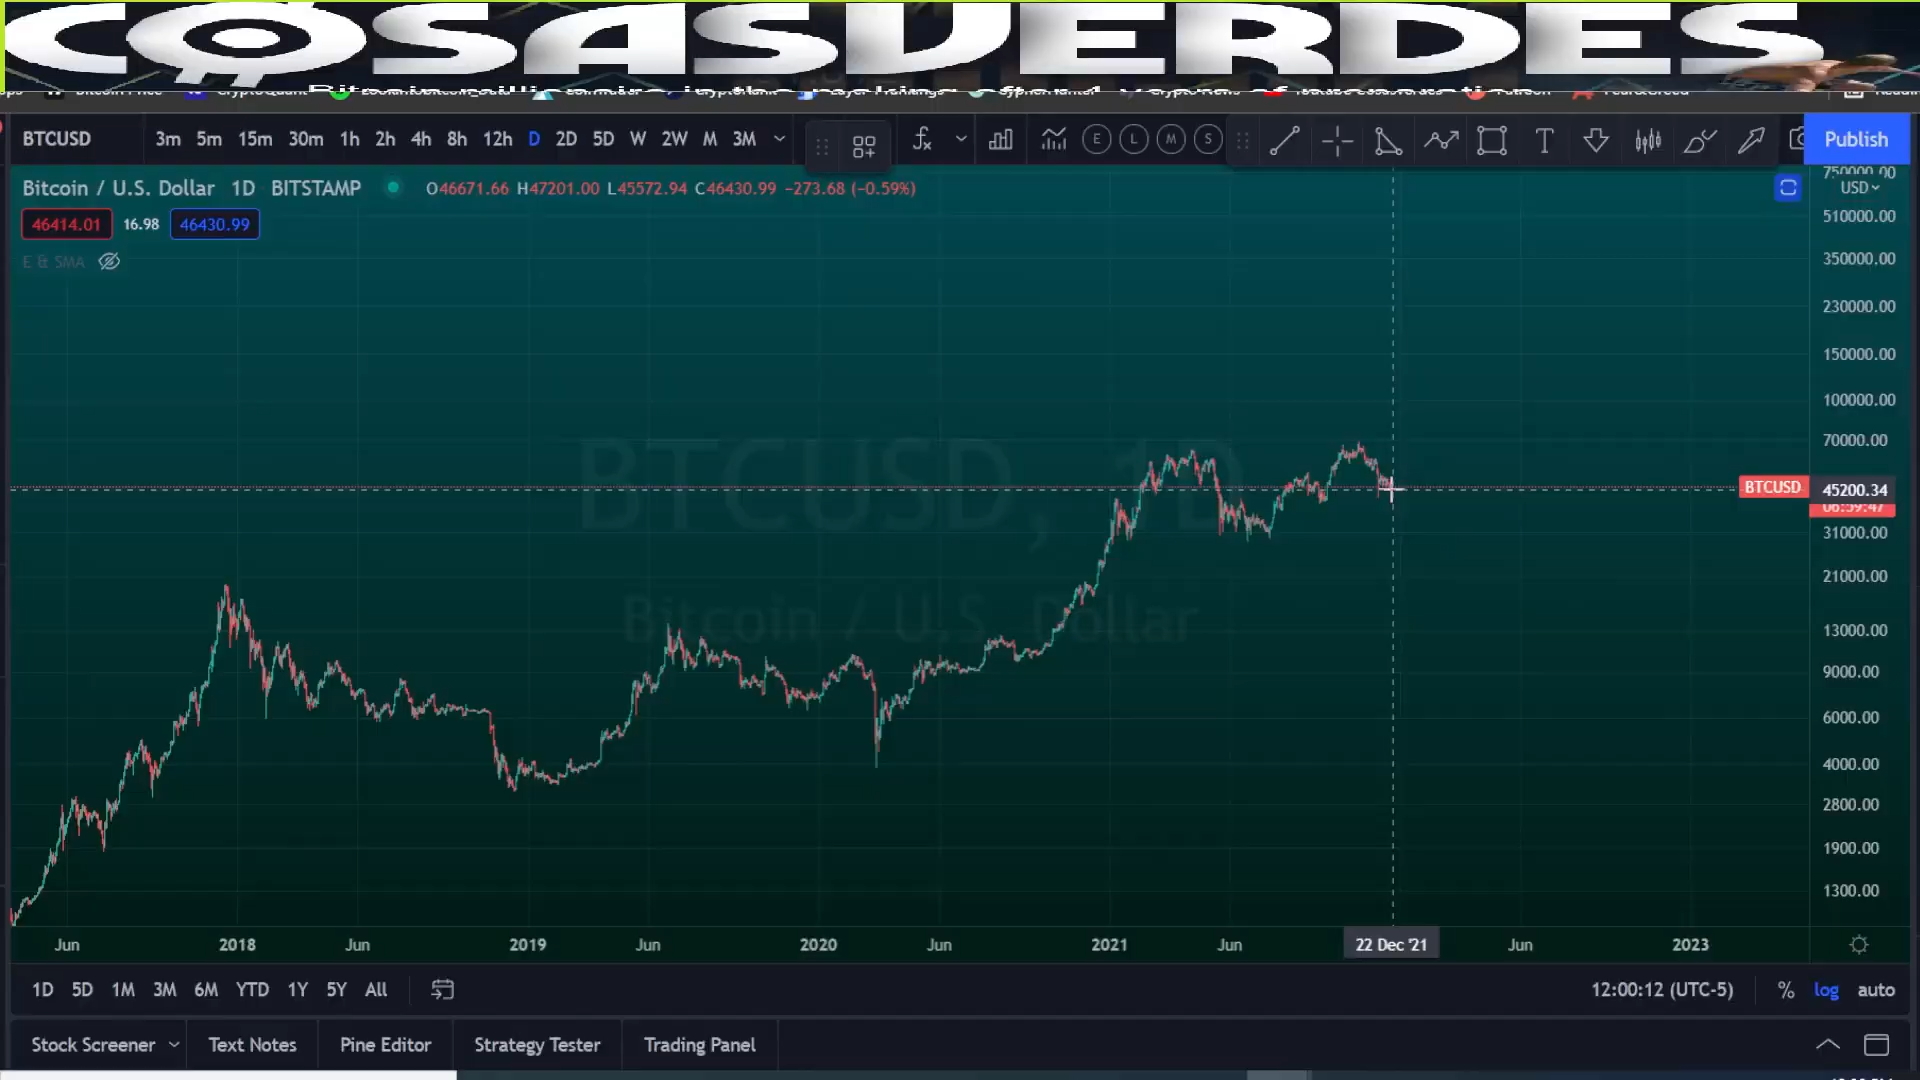 COSASVERDES
BTCUSD 3m 5m 15m 30m 1h 2h 4h 8h 12h D 2D 5D W 2W M 3M E L M S T Publish
Bitcoin / U.S. Dollar 1D BITSTAMP O46671.66 H47201.00 L45572.94 C46430.99 −273.68 (−0.59%)
46414.01 16.98 46430.99
E & SMA
750000.00
USD
510000.00
350000.00
230000.00
150000.00
100000.00
70000.00
BTCUSD, 1D
BTCUSD 45200.34
06:59:47
31000.00
21000.00
Bitcoin / U.S. Dollar
13000.00
9000.00
6000.00
4000.00
2800.00
1900.00
1300.00
Jun 2018 Jun 2019 Jun 2020 Jun 2021 Jun 22 Dec '21 Jun 2023
1D 5D 1M 3M 6M YTD 1Y 5Y All 12:00:12 (UTC-5) % log auto
Stock Screener Text Notes Pine Editor Strategy Tester Trading Panel